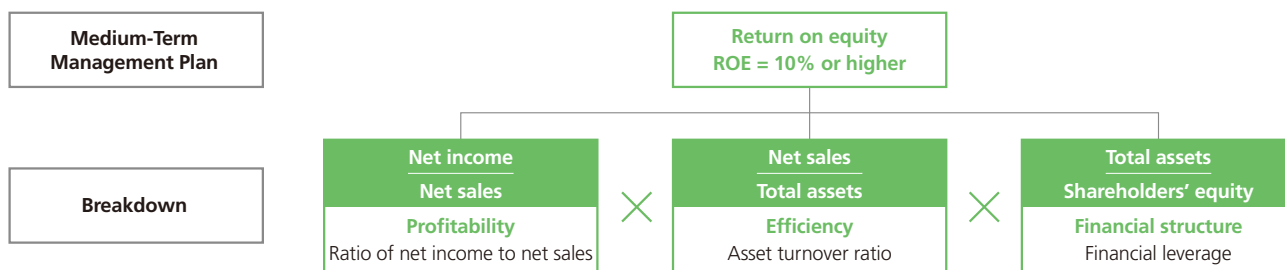 Medium-Term
Management Plan
Return on equity
ROE = 10% or higher
Breakdown
Net income
Net sales
Profitability
Ratio of net income to net sales
×
Net sales
Total assets
Efficiency
Asset turnover ratio
×
Total assets
Shareholders’ equity
Financial structure
Financial leverage